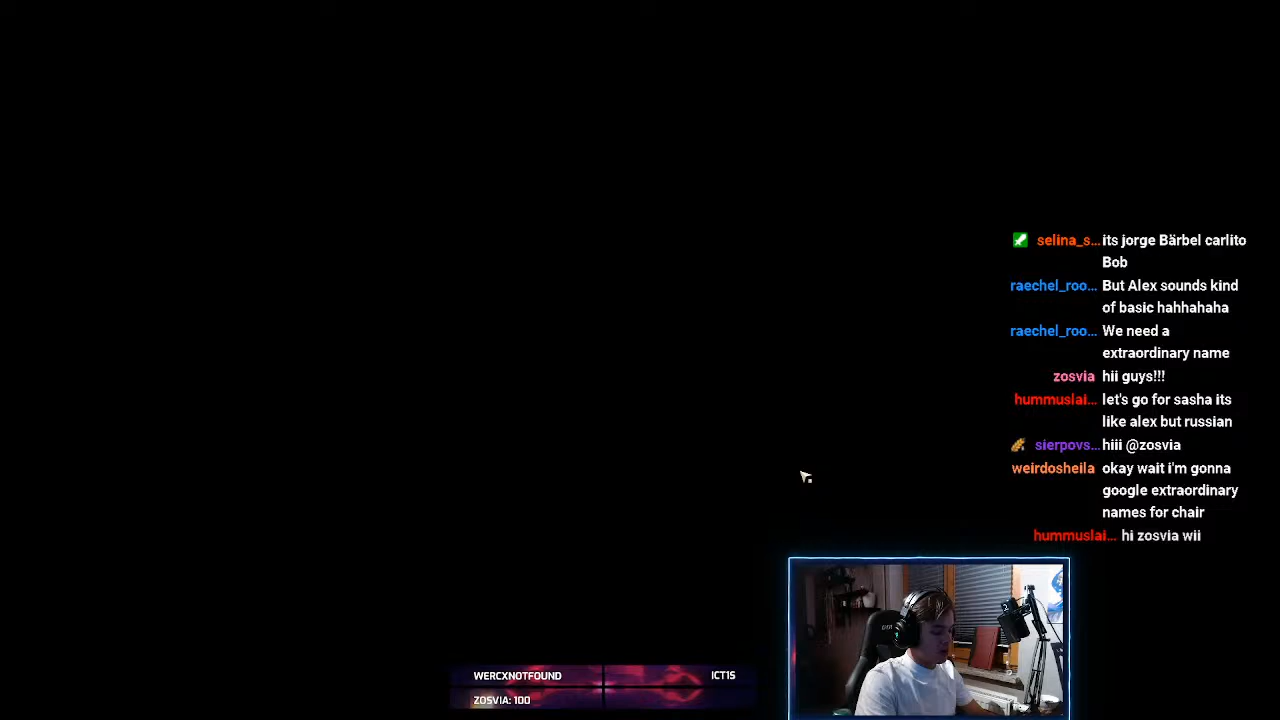 selina_s... its jorge Bärbel carlito
Bob
raechel_roo... But Alex sounds kind
of basic hahhahaha
raechel_roo... We need a
extraordinary name
zosvia hii guys!!!
hummuslai... let's go for sasha its
like alex but russian
sierpovs... hiii @zosvia
weirdosheila okay wait i'm gonna
google extraordinary
names for chair
hummuslai... hi zosvia wii
WERCXNOTFOUND
ICT1S
ZOSVIA: 100